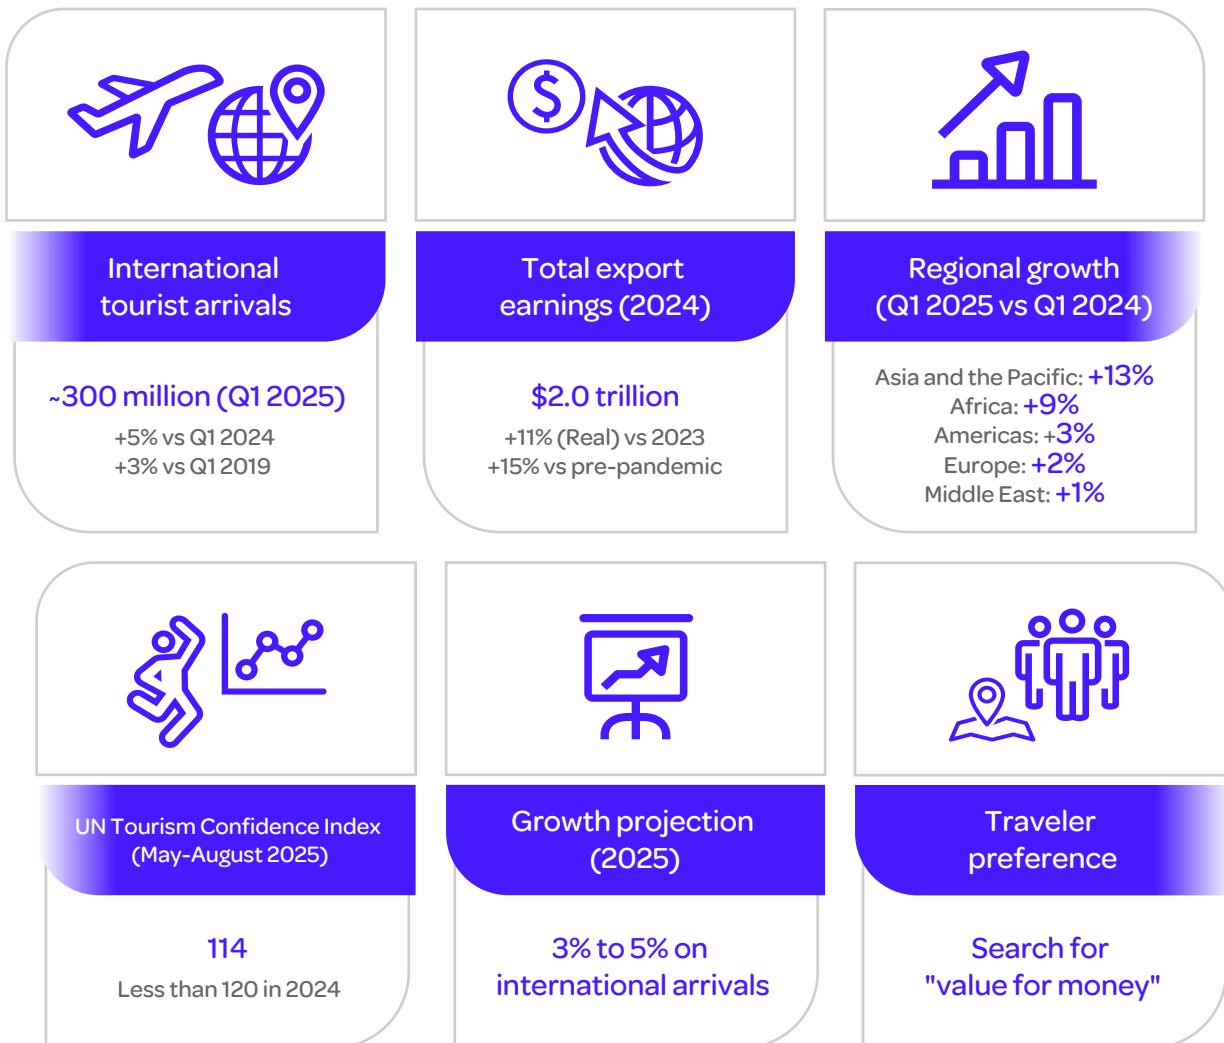 International
tourist arrivals
~300 million (Q1 2025)
+5% vs Q1 2024
+3% vs Q1 2019
$
Total export
earnings (2024)
$2.0 trillion
+11% (Real) vs 2023
+15% vs pre-pandemic
Regional growth
(Q1 2025 vs Q1 2024)
Asia and the Pacific: +13%
Africa: +9%
Americas: +3%
Europe: +2%
Middle East: +1%
UN Tourism Confidence Index
(May-August 2025)
114
Less than 120 in 2024
Growth projection
(2025)
3% to 5% on
international arrivals
Traveler
preference
Search for
"value for money"